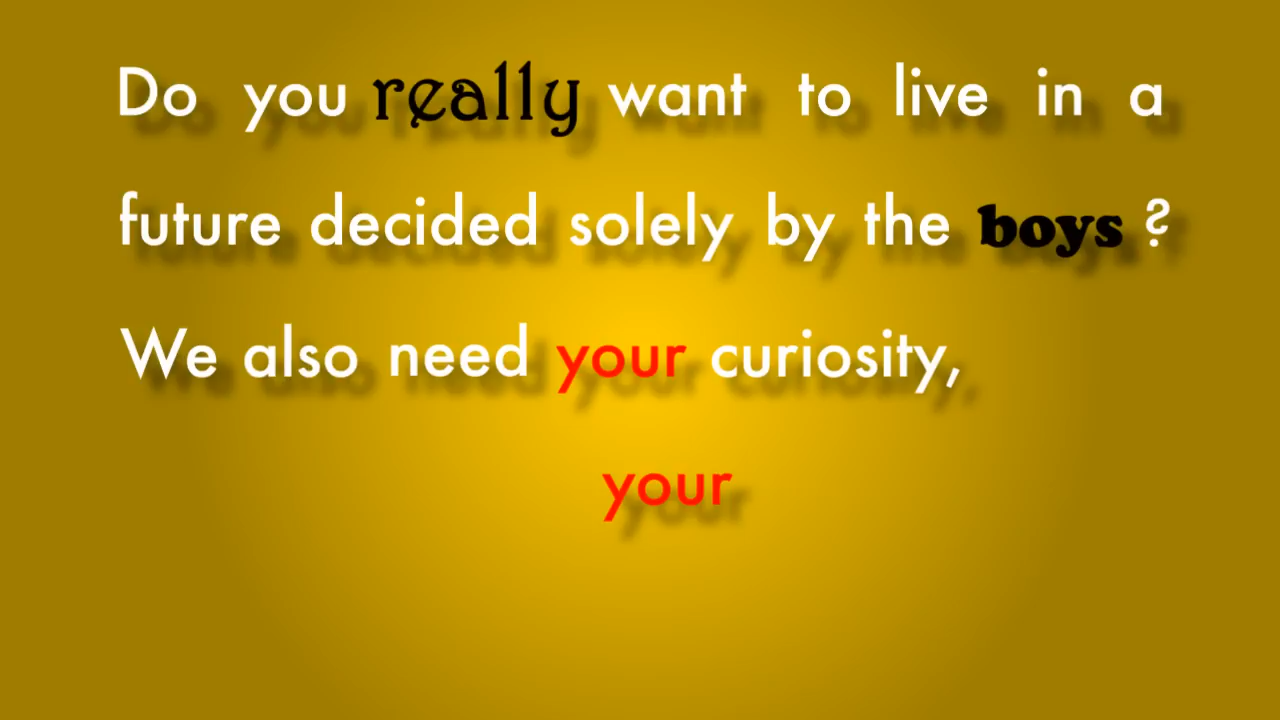 Do you really want to live in a
future decided solely by the boys ?
We also need your curiosity,
your